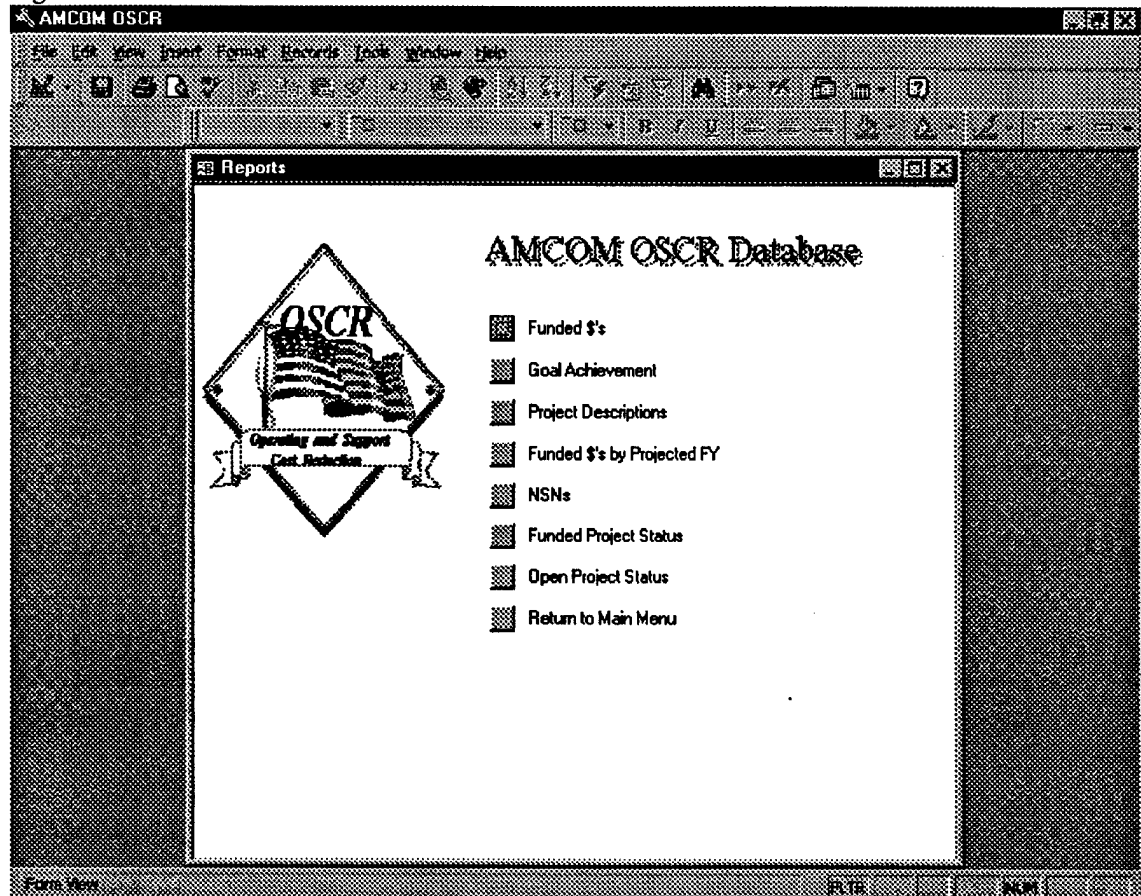 AMCOM OSCR
File Edit View Insert Format Records Tools Window Help
B I U
Reports
AMCOM OSCR Database
OSCR
Operating and Support
Cost Reduction
Funded $'s
Goal Achievement
Project Descriptions
Funded $'s by Projected FY
NSNs
Funded Project Status
Open Project Status
Return to Main Menu
Form View
FLTR
NUM